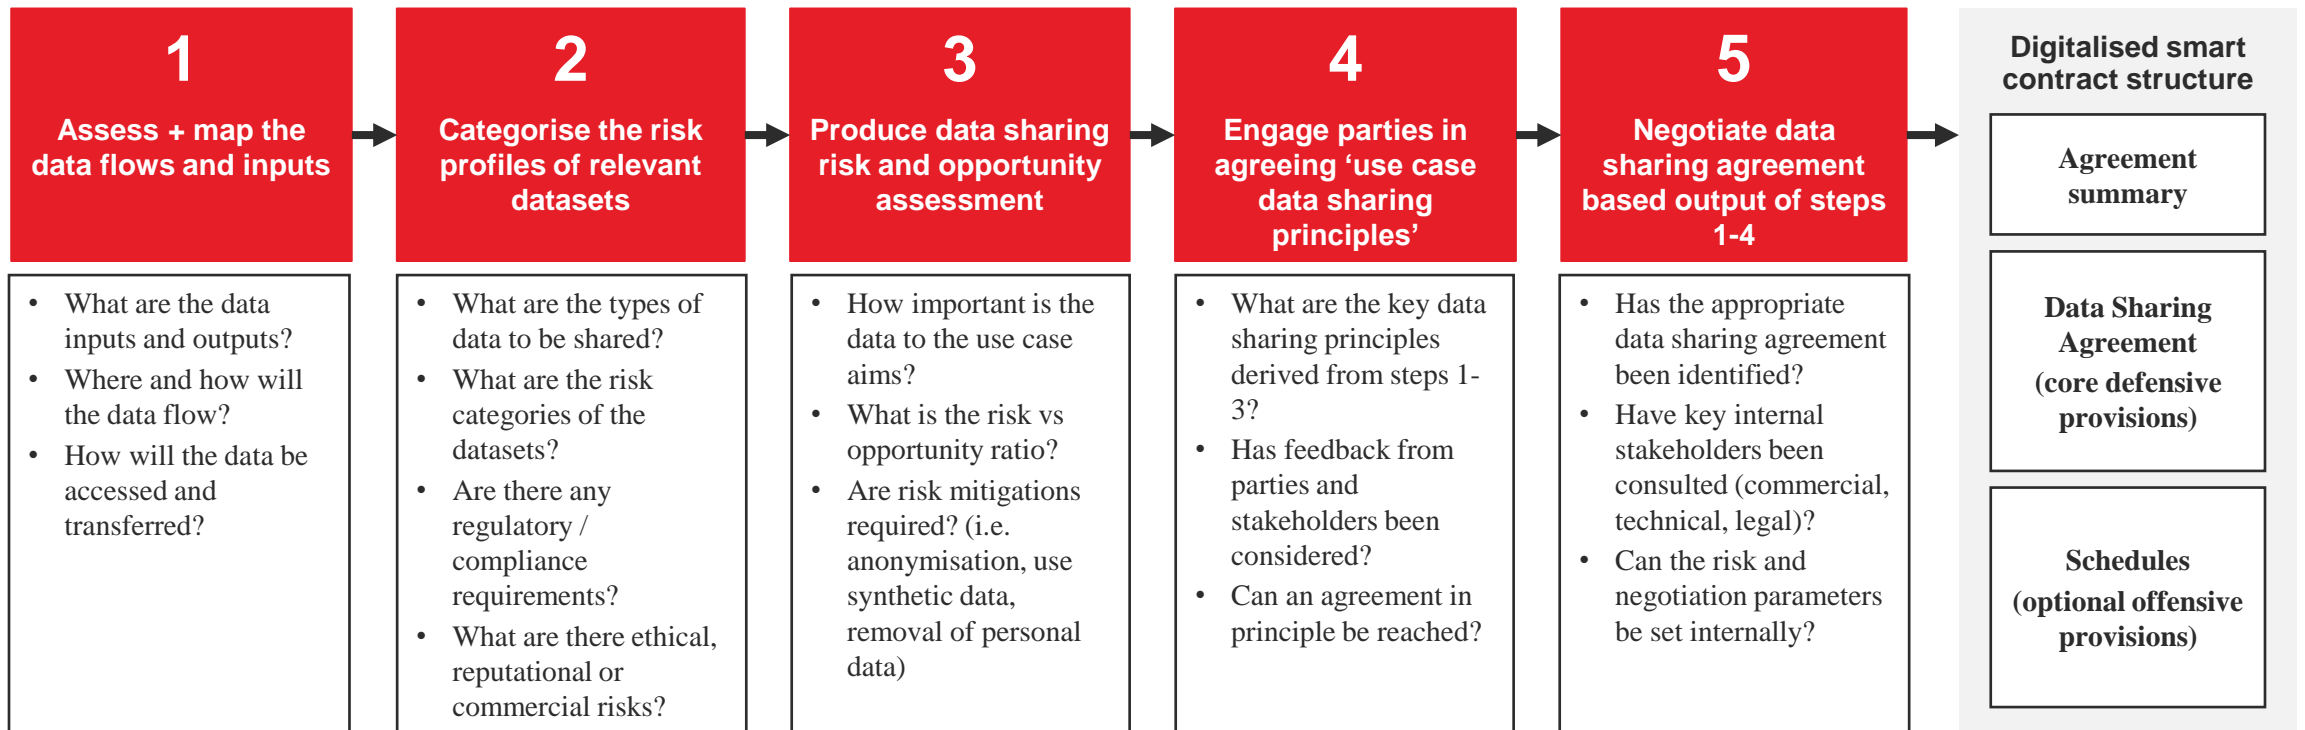 1
Assess + map the
data flows and inputs
• What are the data
inputs and outputs?
• Where and how will
the data flow?
• How will the data be
accessed and
transferred?
2
Categorise the risk
profiles of relevant
datasets
• What are the types of
data to be shared?
• What are the risk
categories of the
datasets?
• Are there any
regulatory /
compliance
requirements?
• What are there ethical,
reputational or
commercial risks?
3
Produce data sharing
risk and opportunity
assessment
• How important is the
data to the use case
aims?
• What is the risk vs
opportunity ratio?
• Are risk mitigations
required? (i.e.
anonymisation, use
synthetic data,
removal of personal
data)
4
Engage parties in
agreeing ‘use case
data sharing
principles’
• What are the key data
sharing principles
derived from steps 1-
3?
• Has feedback from
parties and
stakeholders been
considered?
• Can an agreement in
principle be reached?
5
Negotiate data
sharing agreement
based output of steps
1-4
• Has the appropriate
data sharing agreement
been identified?
• Have key internal
stakeholders been
consulted (commercial,
technical, legal)?
• Can the risk and
negotiation parameters
be set internally?
Digitalised smart
contract structure
Agreement
summary
Data Sharing
Agreement
(core defensive
provisions)
Schedules
(optional offensive
provisions)